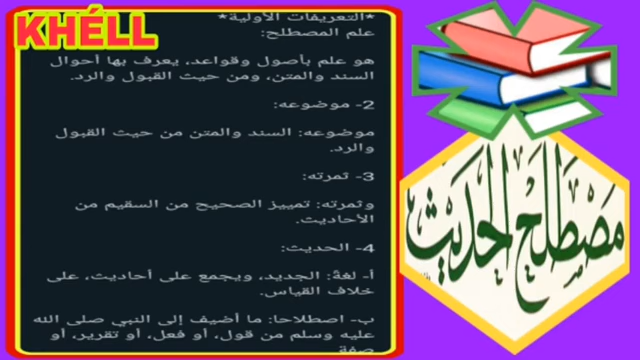 KHÉLL
*التعريفات الأولية*
علم المصطلح:
هو علم بأصول وقواعد، يعرف بها أحوال
السند والمتن، ومن حيث القبول والرد.
2- موضوعه:
موضوعه: السند والمتن من حيث القبول
والرد.
3- ثمرته:
وثمرته: تمييز الصحيح من السقيم من
الأحاديث.
4- الحديث:
أ- لغةً: الجديد، ويجمع على أحاديث، على
خلاف القياس.
ب- اصطلاحا: ما أضيف إلى النبي صلى الله
عليه وسلم من قول، أو فعل، أو تقرير، أو
صفة
مصطلح الحديث